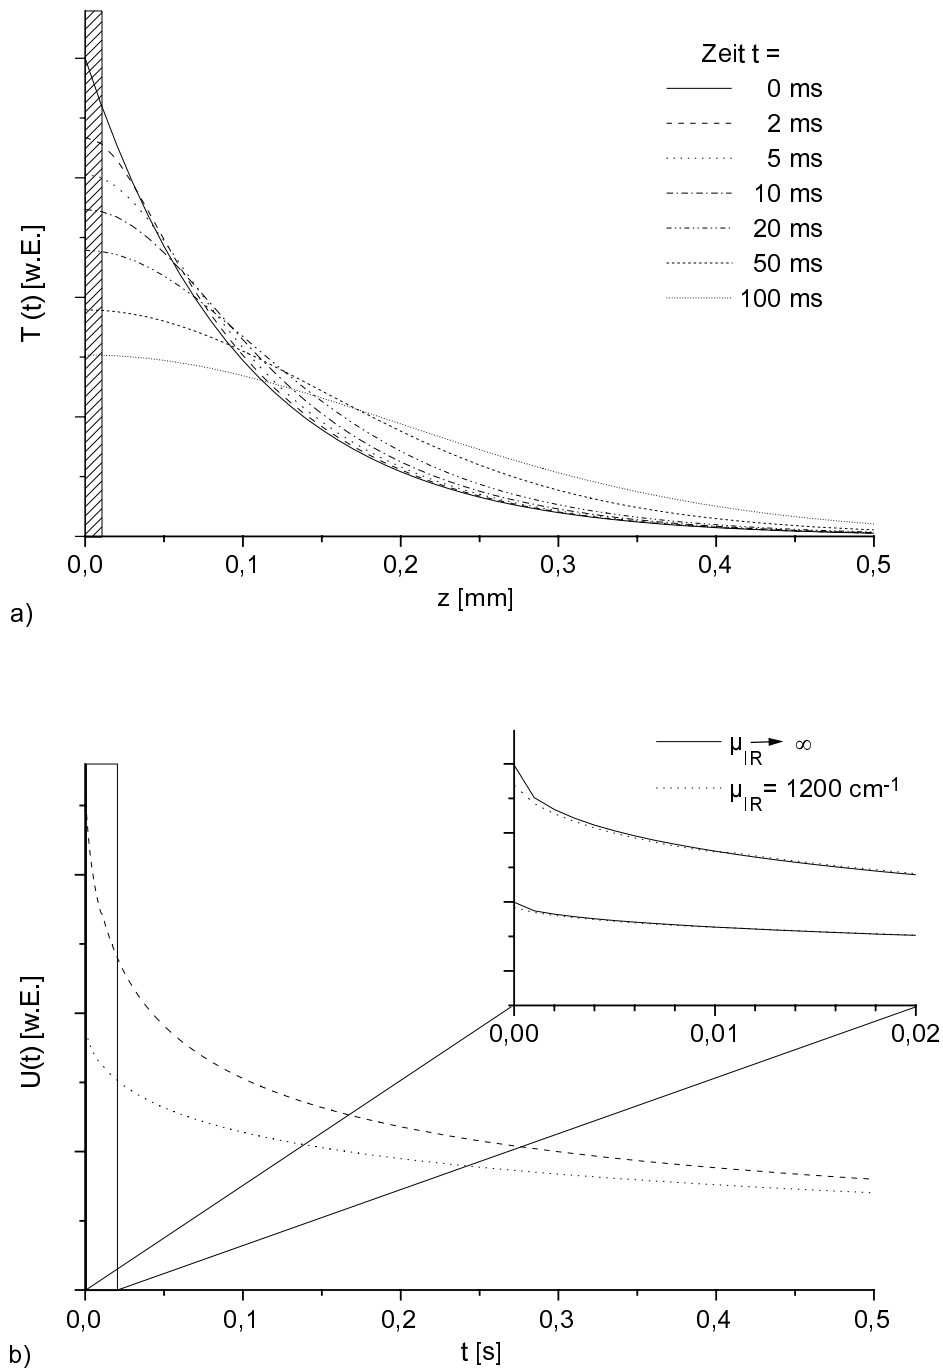 Zeit t =
0 ms
2 ms
5 ms
10 ms
20 ms
50 ms
100 ms
T (t) [w.E.]
0,0 0,1 0,2 0,3 0,4 0,5
z [mm]
a)
µIR → ∞
µIR = 1200 cm-1
0,00 0,01 0,02
U(t) [w.E.]
0,0 0,1 0,2 0,3 0,4 0,5
t [s]
b)